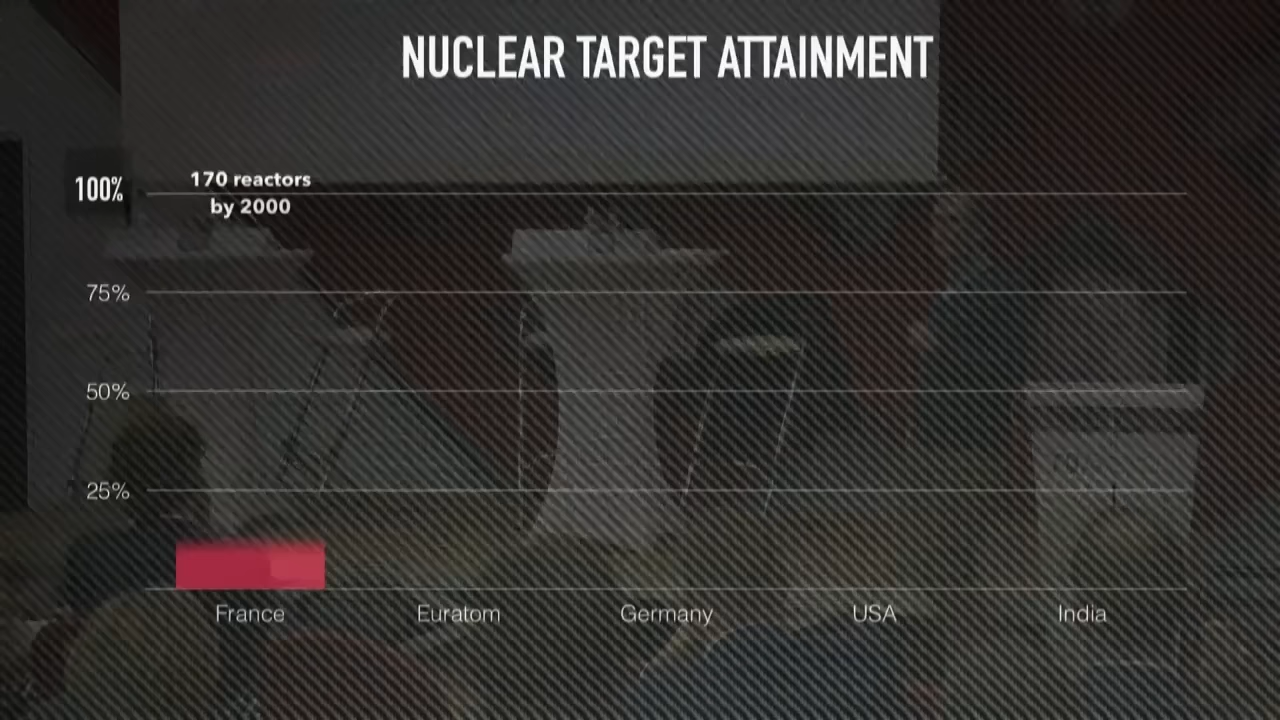 NUCLEAR TARGET ATTAINMENT
100%
170 reactors
by 2000
75%
50%
25%
France
Euratom
Germany
USA
India